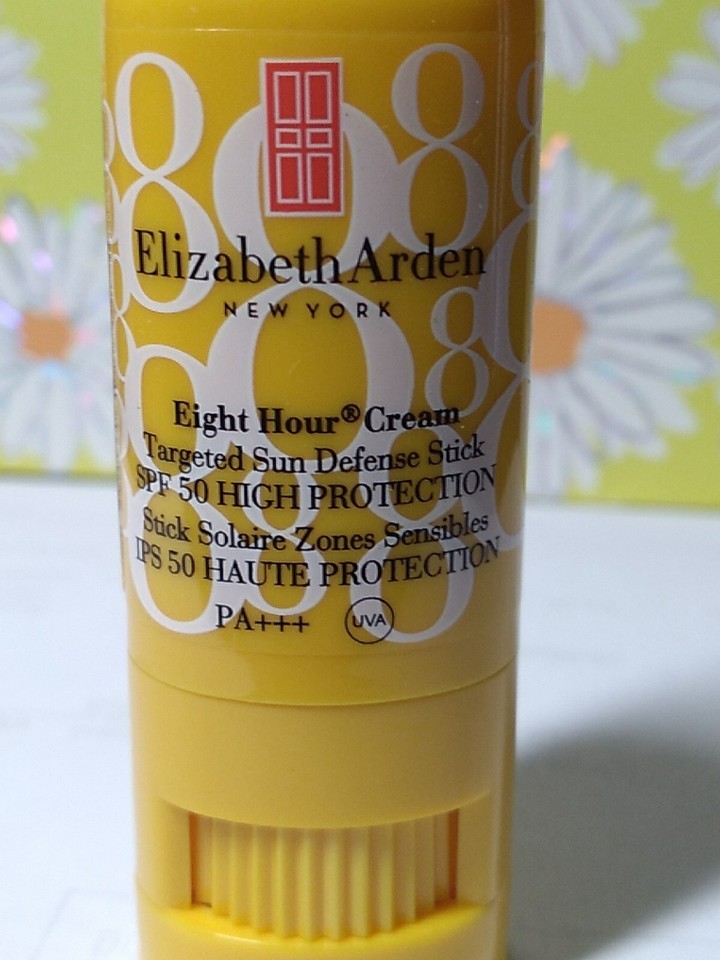 Elizabeth Arden
NEW YORK
Eight Hour® Cream
Targeted Sun Defense Stick
SPF 50 HIGH PROTECTION
Stick Solaire Zones Sensibles
IPS 50 HAUTE PROTECTION
PA+++ UVA